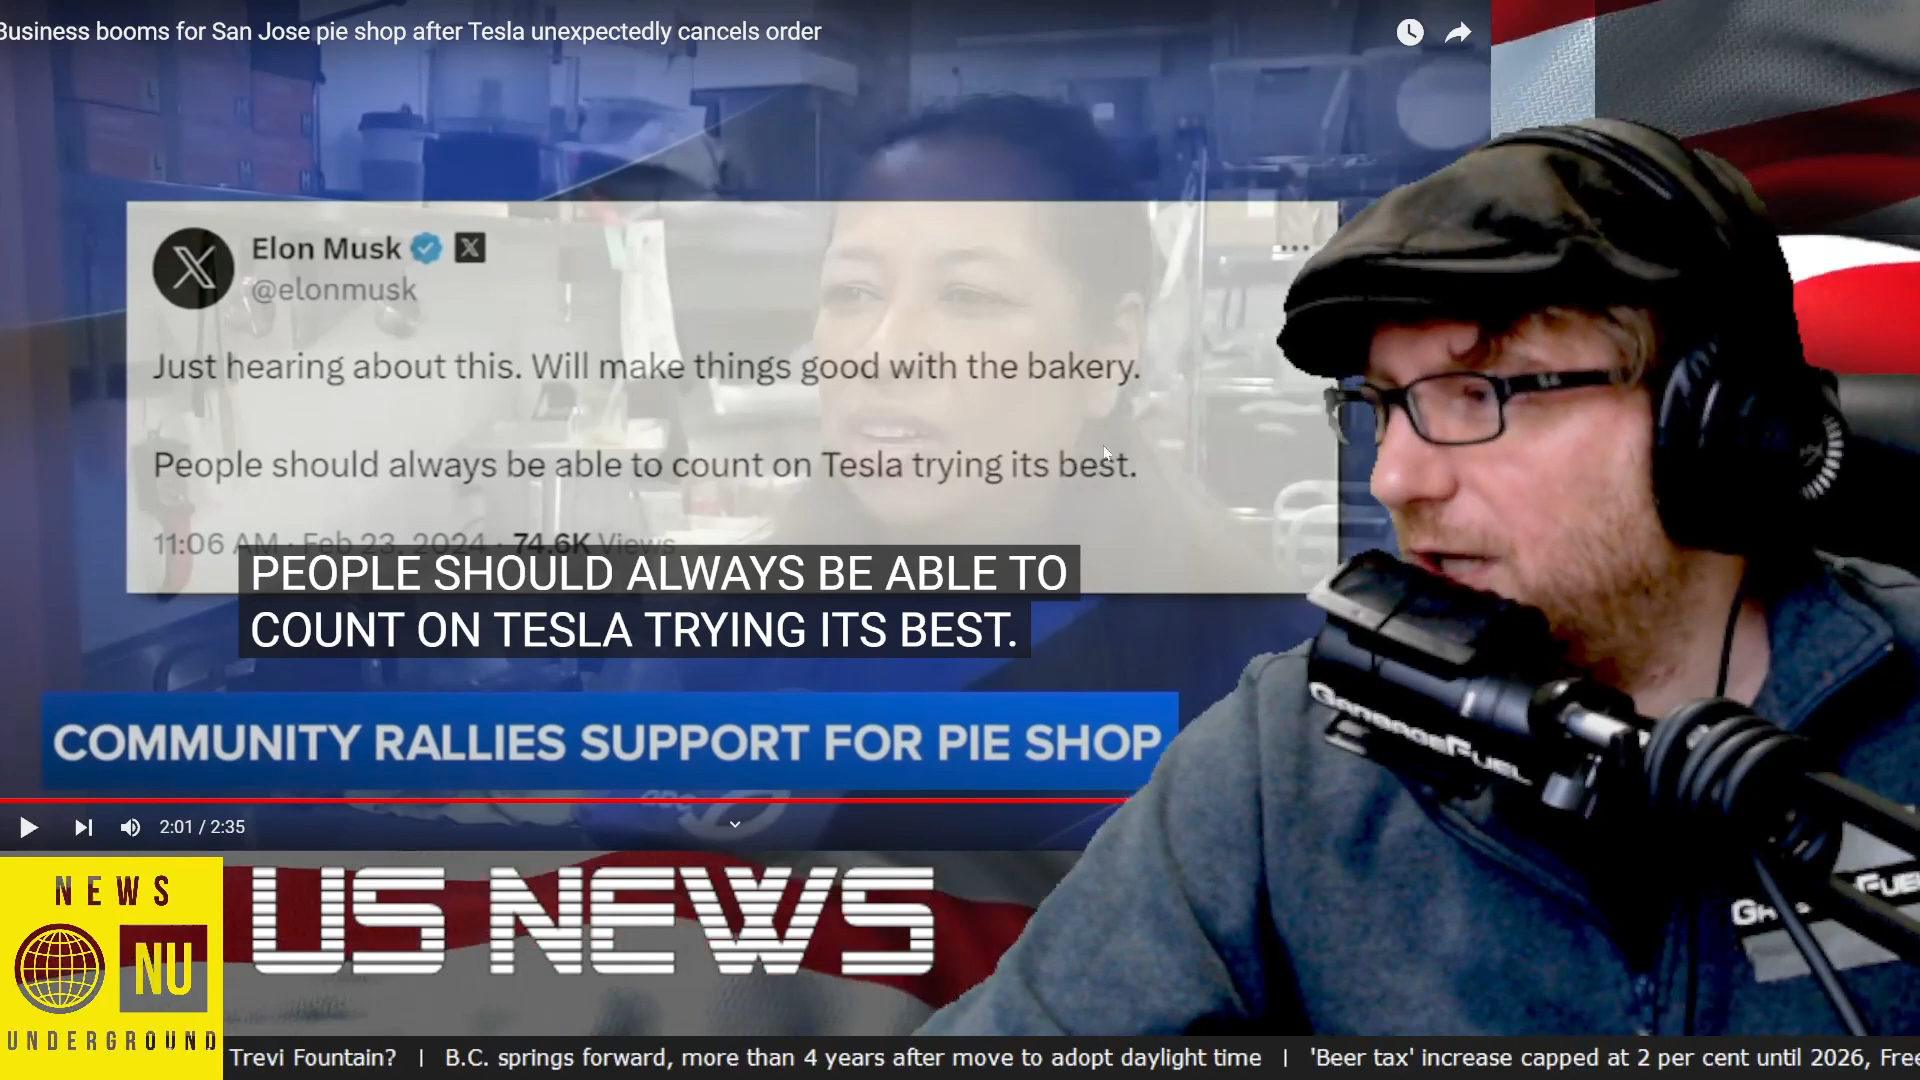 Business booms for San Jose pie shop after Tesla unexpectedly cancels order
Elon Musk
@elonmusk
Just hearing about this. Will make things good with the bakery.
People should always be able to count on Tesla trying its best.
11:06 AM · Feb 23, 2024 · 74.6K Views
PEOPLE SHOULD ALWAYS BE ABLE TO
COUNT ON TESLA TRYING ITS BEST.
COMMUNITY RALLIES SUPPORT FOR PIE SHOP
abc 7
2:01 / 2:35
NEWS
NU
UNDERGROUND
US NEWS
GARBAGEFUEL
Trevi Fountain? | B.C. springs forward, more than 4 years after move to adopt daylight time | 'Beer tax' increase capped at 2 per cent until 2026, Free